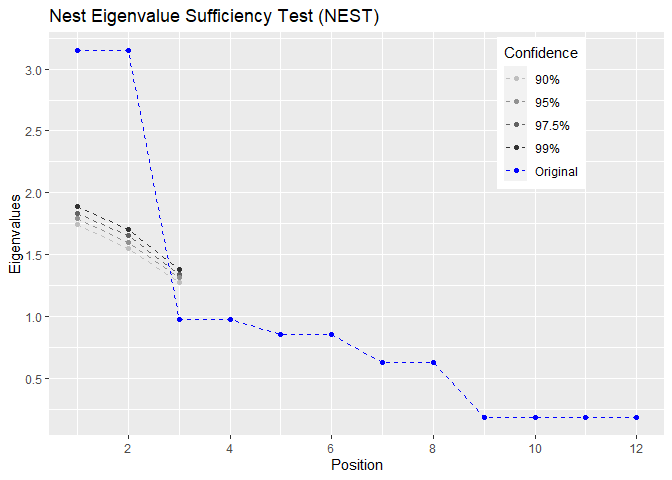 Nest Eigenvalue Sufficiency Test (NEST)
Confidence
90%
95%
97.5%
99%
Original
3.0
2.5
2.0
1.5
1.0
0.5
Eigenvalues
2 4 6 8 10 12
Position